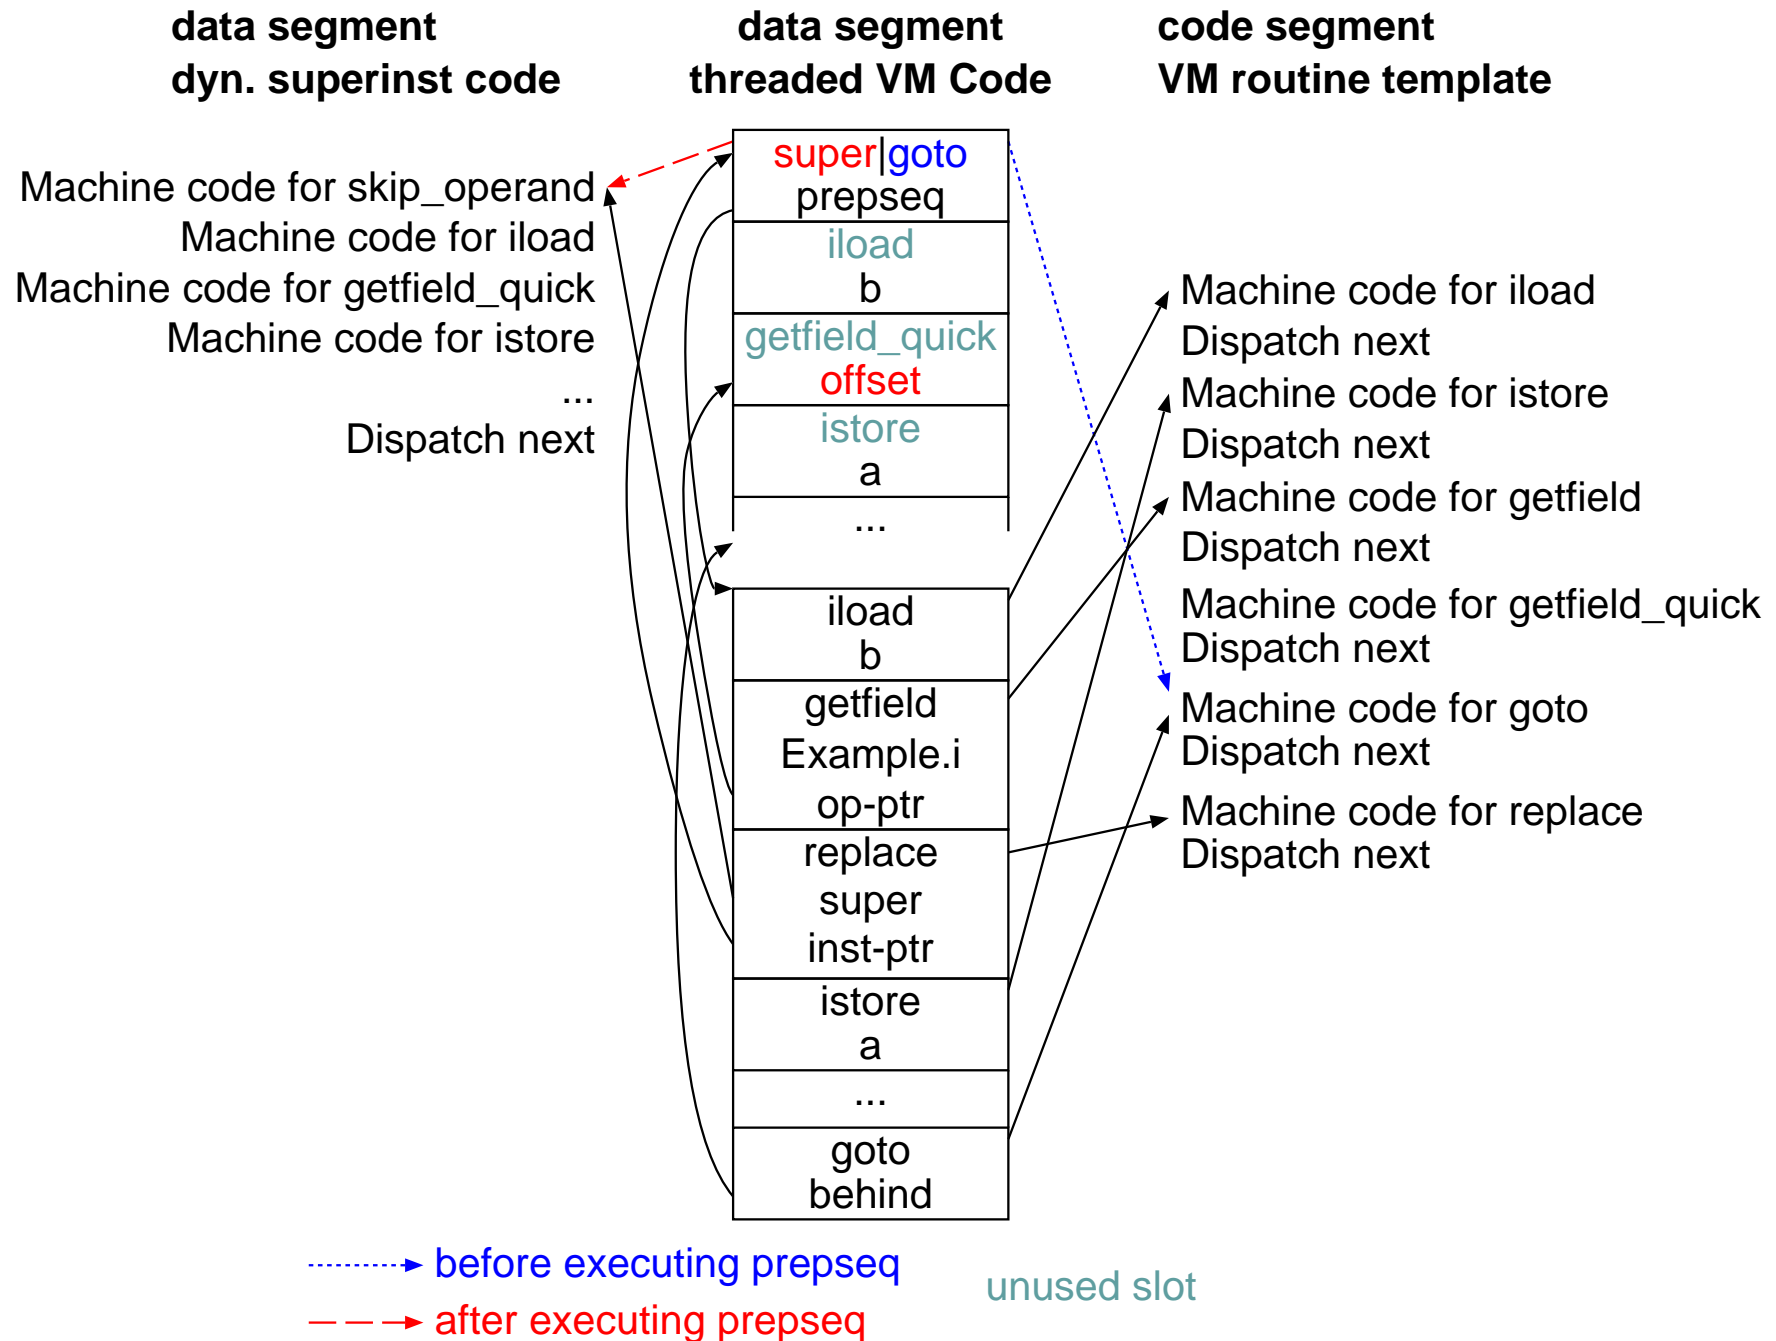 data segment
dyn. superinst code
data segment
threaded VM Code
code segment
VM routine template
Machine code for skip_operand
Machine code for iload
Machine code for getfield_quick
Machine code for istore
...
Dispatch next
super|goto
prepseq
iload
b
getfield_quick
offset
istore
a
...
iload
b
getfield
Example.i
op-ptr
replace
super
inst-ptr
istore
a
...
goto
behind
Machine code for iload
Dispatch next
Machine code for istore
Dispatch next
Machine code for getfield
Dispatch next
Machine code for getfield_quick
Dispatch next
Machine code for goto
Dispatch next
Machine code for replace
Dispatch next
before executing prepseq
after executing prepseq
unused slot